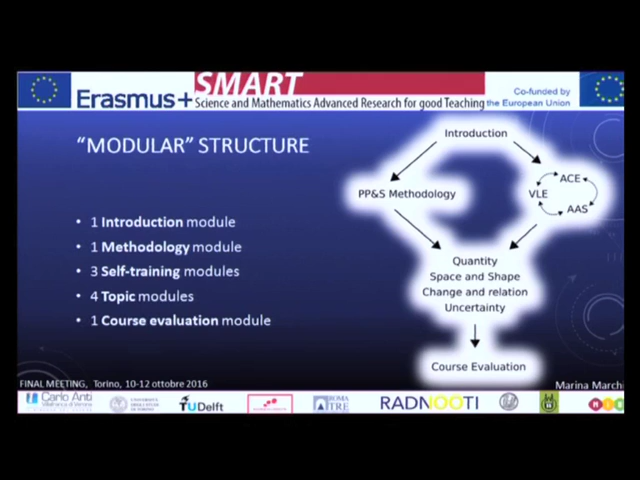 Erasmus+
SMART
Science and Mathematics Advanced Research for good Teaching
Co-funded by
the European Union
"MODULAR" STRUCTURE
• 1 Introduction module
• 1 Methodology module
• 3 Self-training modules
• 4 Topic modules
• 1 Course evaluation module
Introduction
PP&S Methodology
ACE
VLE
AAS
Quantity
Space and Shape
Change and relation
Uncertainty
Course Evaluation
FINAL MEETING, Torino, 10-12 ottobre 2016
Marina Marchi
Carlo Anti
TUDelft
ROMA
TRE
RADNOOTI